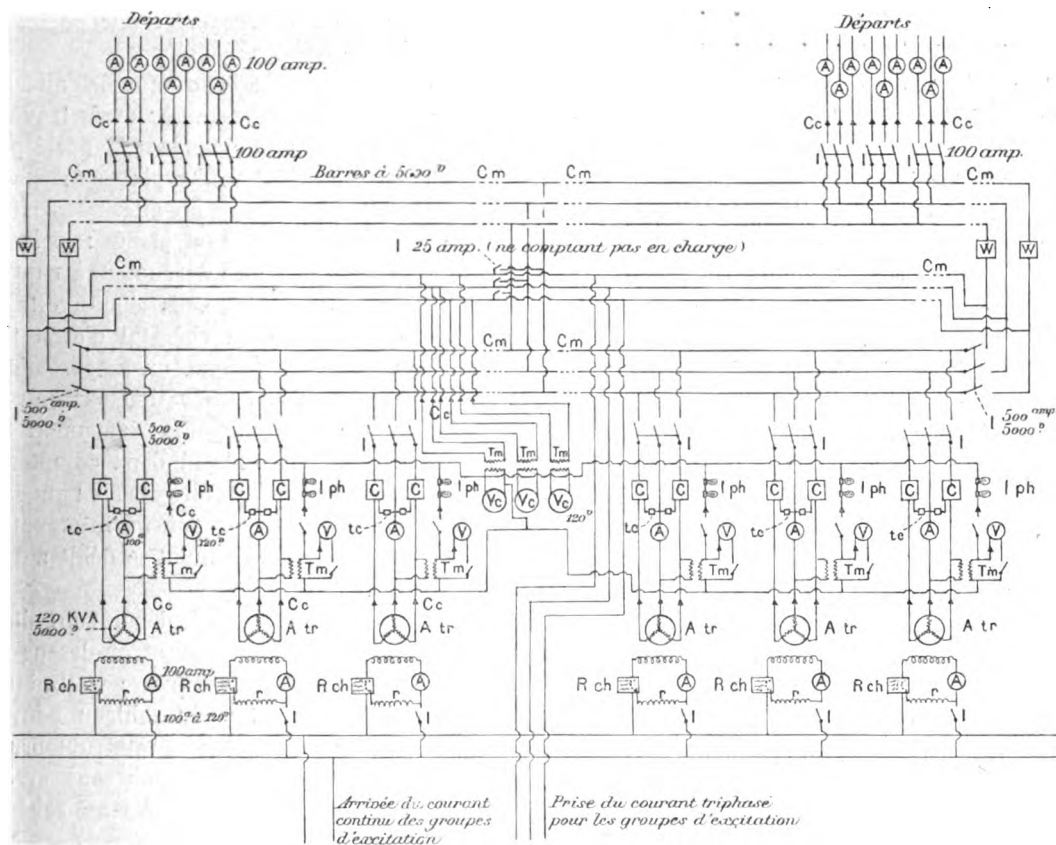 Départs Départs
A A A A A A 100 amp. A A A A A A
A A A A A A
Cc Cc Cc Cc
I 100 amp I 100 amp.
Cm Barres à 5000 v Cm Cm Cm
W W W W
I 25 amp. (ne comptant pas en charge)
Cm Cm
Cm Cm
I 500 amp. 5000 v 500 a 5000 v Cc I 500 amp 5000 v
I I I I I I
Tm Tm Tm
C C I ph C C I ph C C I ph Vc Vc Vc C C I ph C C I ph C C I ph
120 v
Cc
tc A V tc A V tc A V tc A V tc A V tc A V
100 a 120 v
Tm Tm Tm Tm Tm Tm
Cc Cc Cc
120 KVA
5000 v
A tr A tr A tr A tr A tr A tr
100 amp
R ch r A R ch r A R ch r A R ch r A R ch r A R ch r A
I 100 a à 120 v I I I I I
Arrivée du courant
continu des groupes
d'excitation
Prise du courant triphasé
pour les groupes d'excitation